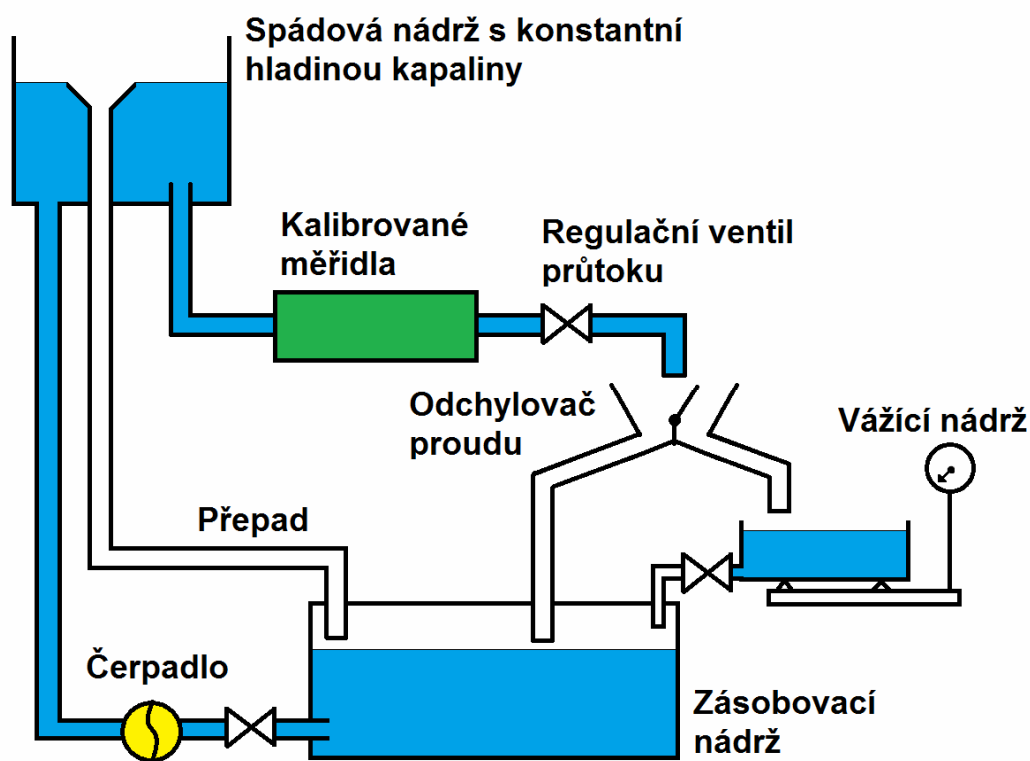 Spádová nádrž s konstantní
hladinou kapaliny
Kalibrované
měřidla
Regulační ventil
průtoku
Odchylovač
proudu
Vážící nádrž
Přepad
Čerpadlo
Zásobovací
nádrž